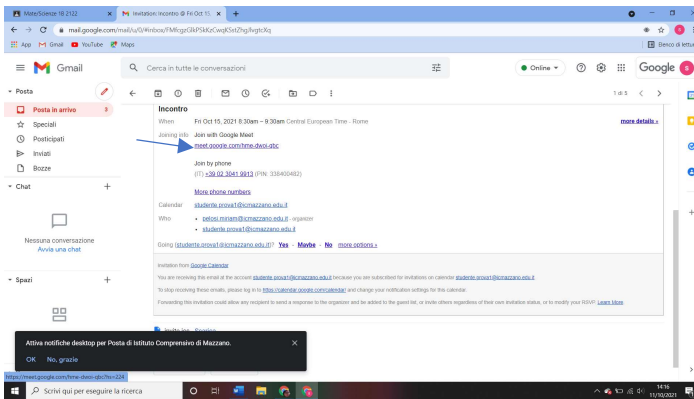 Mate/Scienze 1B 2122
Invitation: Incontro @ Fri Oct 15,
mail.google.com/mail/u/0/#inbox/
App Gmail YouTube Maps
Elenco di lettur
Gmail
Cerca in tutte le conversazioni
Online
Google
Posta
Posta in arrivo 3
Speciali
Posticipati
Inviati
Bozze
Chat
Nessuna conversazione
Avvia una chat
Spazi
1 di 5
Incontro
When Fri Oct 15, 2021 8:30am – 9:30am Central European Time - Rome
more details »
Joining info Join with Google Meet
meet.google.com/hme-dwoi-qbc
Join by phone
(IT) +39 02 3041 9913 (PIN: 338400482)
More phone numbers
Calendar studente.prova1@icmazzano.edu.it
Who • pelosi.miriam@icmazzano.edu.it - organizer
• studente.prova1@icmazzano.edu.it
Going (studente.prova1@icmazzano.edu.it)? Yes - Maybe - No more options »
Invitation from Google Calendar
You are receiving this email at the account studente.prova1@icmazzano.edu.it because you are subscribed for invitations on calendar studente.prova1@icmazzano.edu.it.
To stop receiving these emails, please log in to https://calendar.google.com/calendar/ and change your notification settings for this calendar.
Forwarding this invitation could allow any recipient to send a response to the organizer and be added to the guest list, or invite others regardless of their own invitation status, or to modify your RSVP. Learn More.
Attiva notifiche desktop per Posta di Istituto Comprensivo di Mazzano.
OK No, grazie
https://meet.google.com/hme-dwoi-qbc?hs=224
Scrivi qui per eseguire la ricerca
14:16
11/10/2021